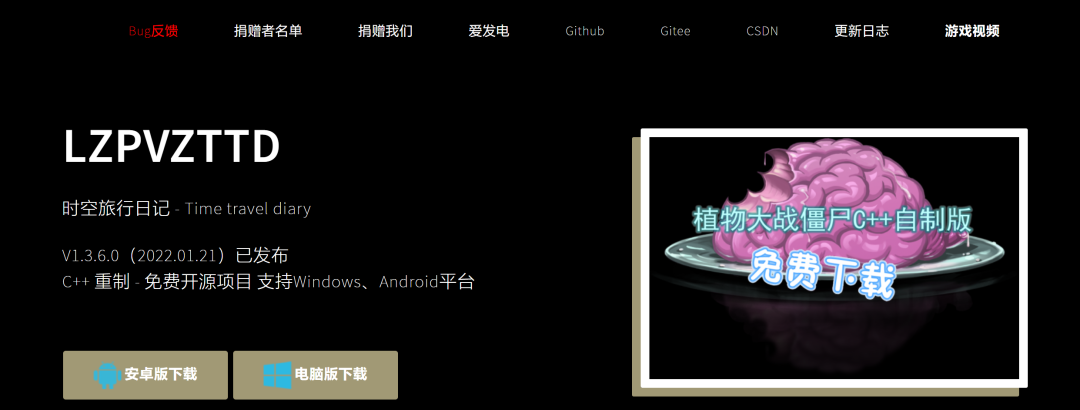 Bug反馈 捐赠者名单 捐赠我们 爱发电 Github Gitee CSDN 更新日志 游戏视频
LZPVZTTD
时空旅行日记 - Time travel diary
V1.3.6.0（2022.01.21）已发布
C++ 重制 - 免费开源项目 支持Windows、Android平台
安卓版下载 电脑版下载
植物大战僵尸C++自制版
免费下载